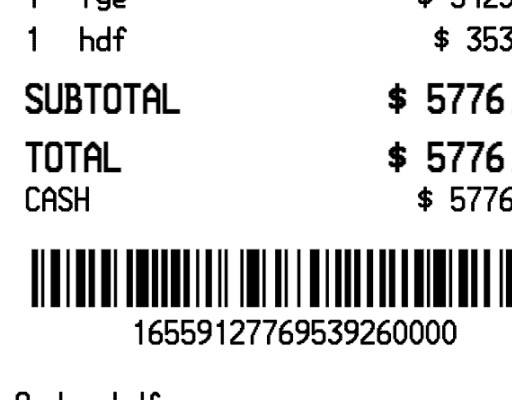 1 hdf $ 353
SUBTOTAL $ 5776
TOTAL $ 5776
CASH $ 5776
16559127769539260000